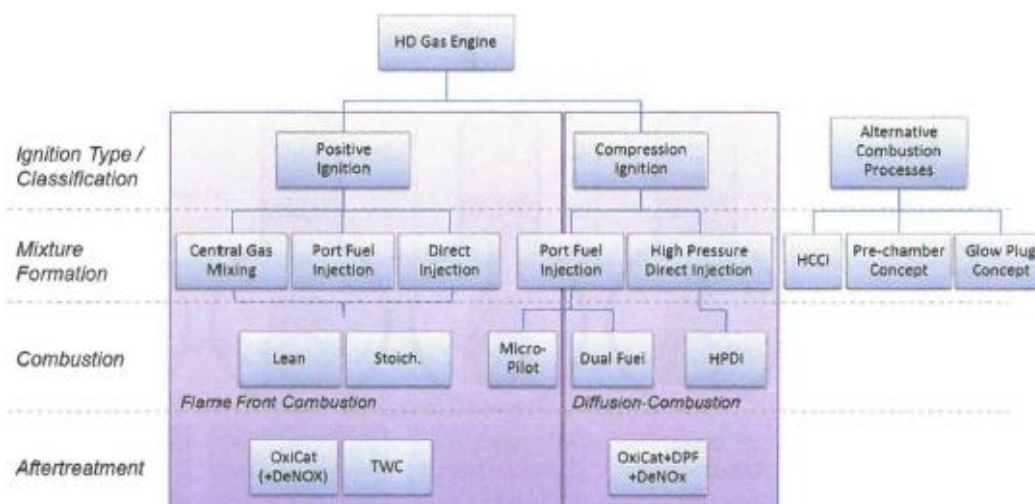 HD Gas Engine
Ignition Type /
Classification
Positive
Ignition
Compression
Ignition
Alternative
Combustion
Processes
Mixture
Formation
Central Gas
Mixing
Port Fuel
Injection
Direct
Injection
Port Fuel
Injection
High Pressure
Direct Injection
HCCI
Pre-chamber
Concept
Glow Plug
Concept
Combustion
Lean
Stoich.
Micro-
Pilot
Dual Fuel
HPDI
Flame Front Combustion
Diffusion-Combustion
Aftertreatment
OxiCat
(+DeNOX)
TWC
OxiCat+DPF
+DeNOx